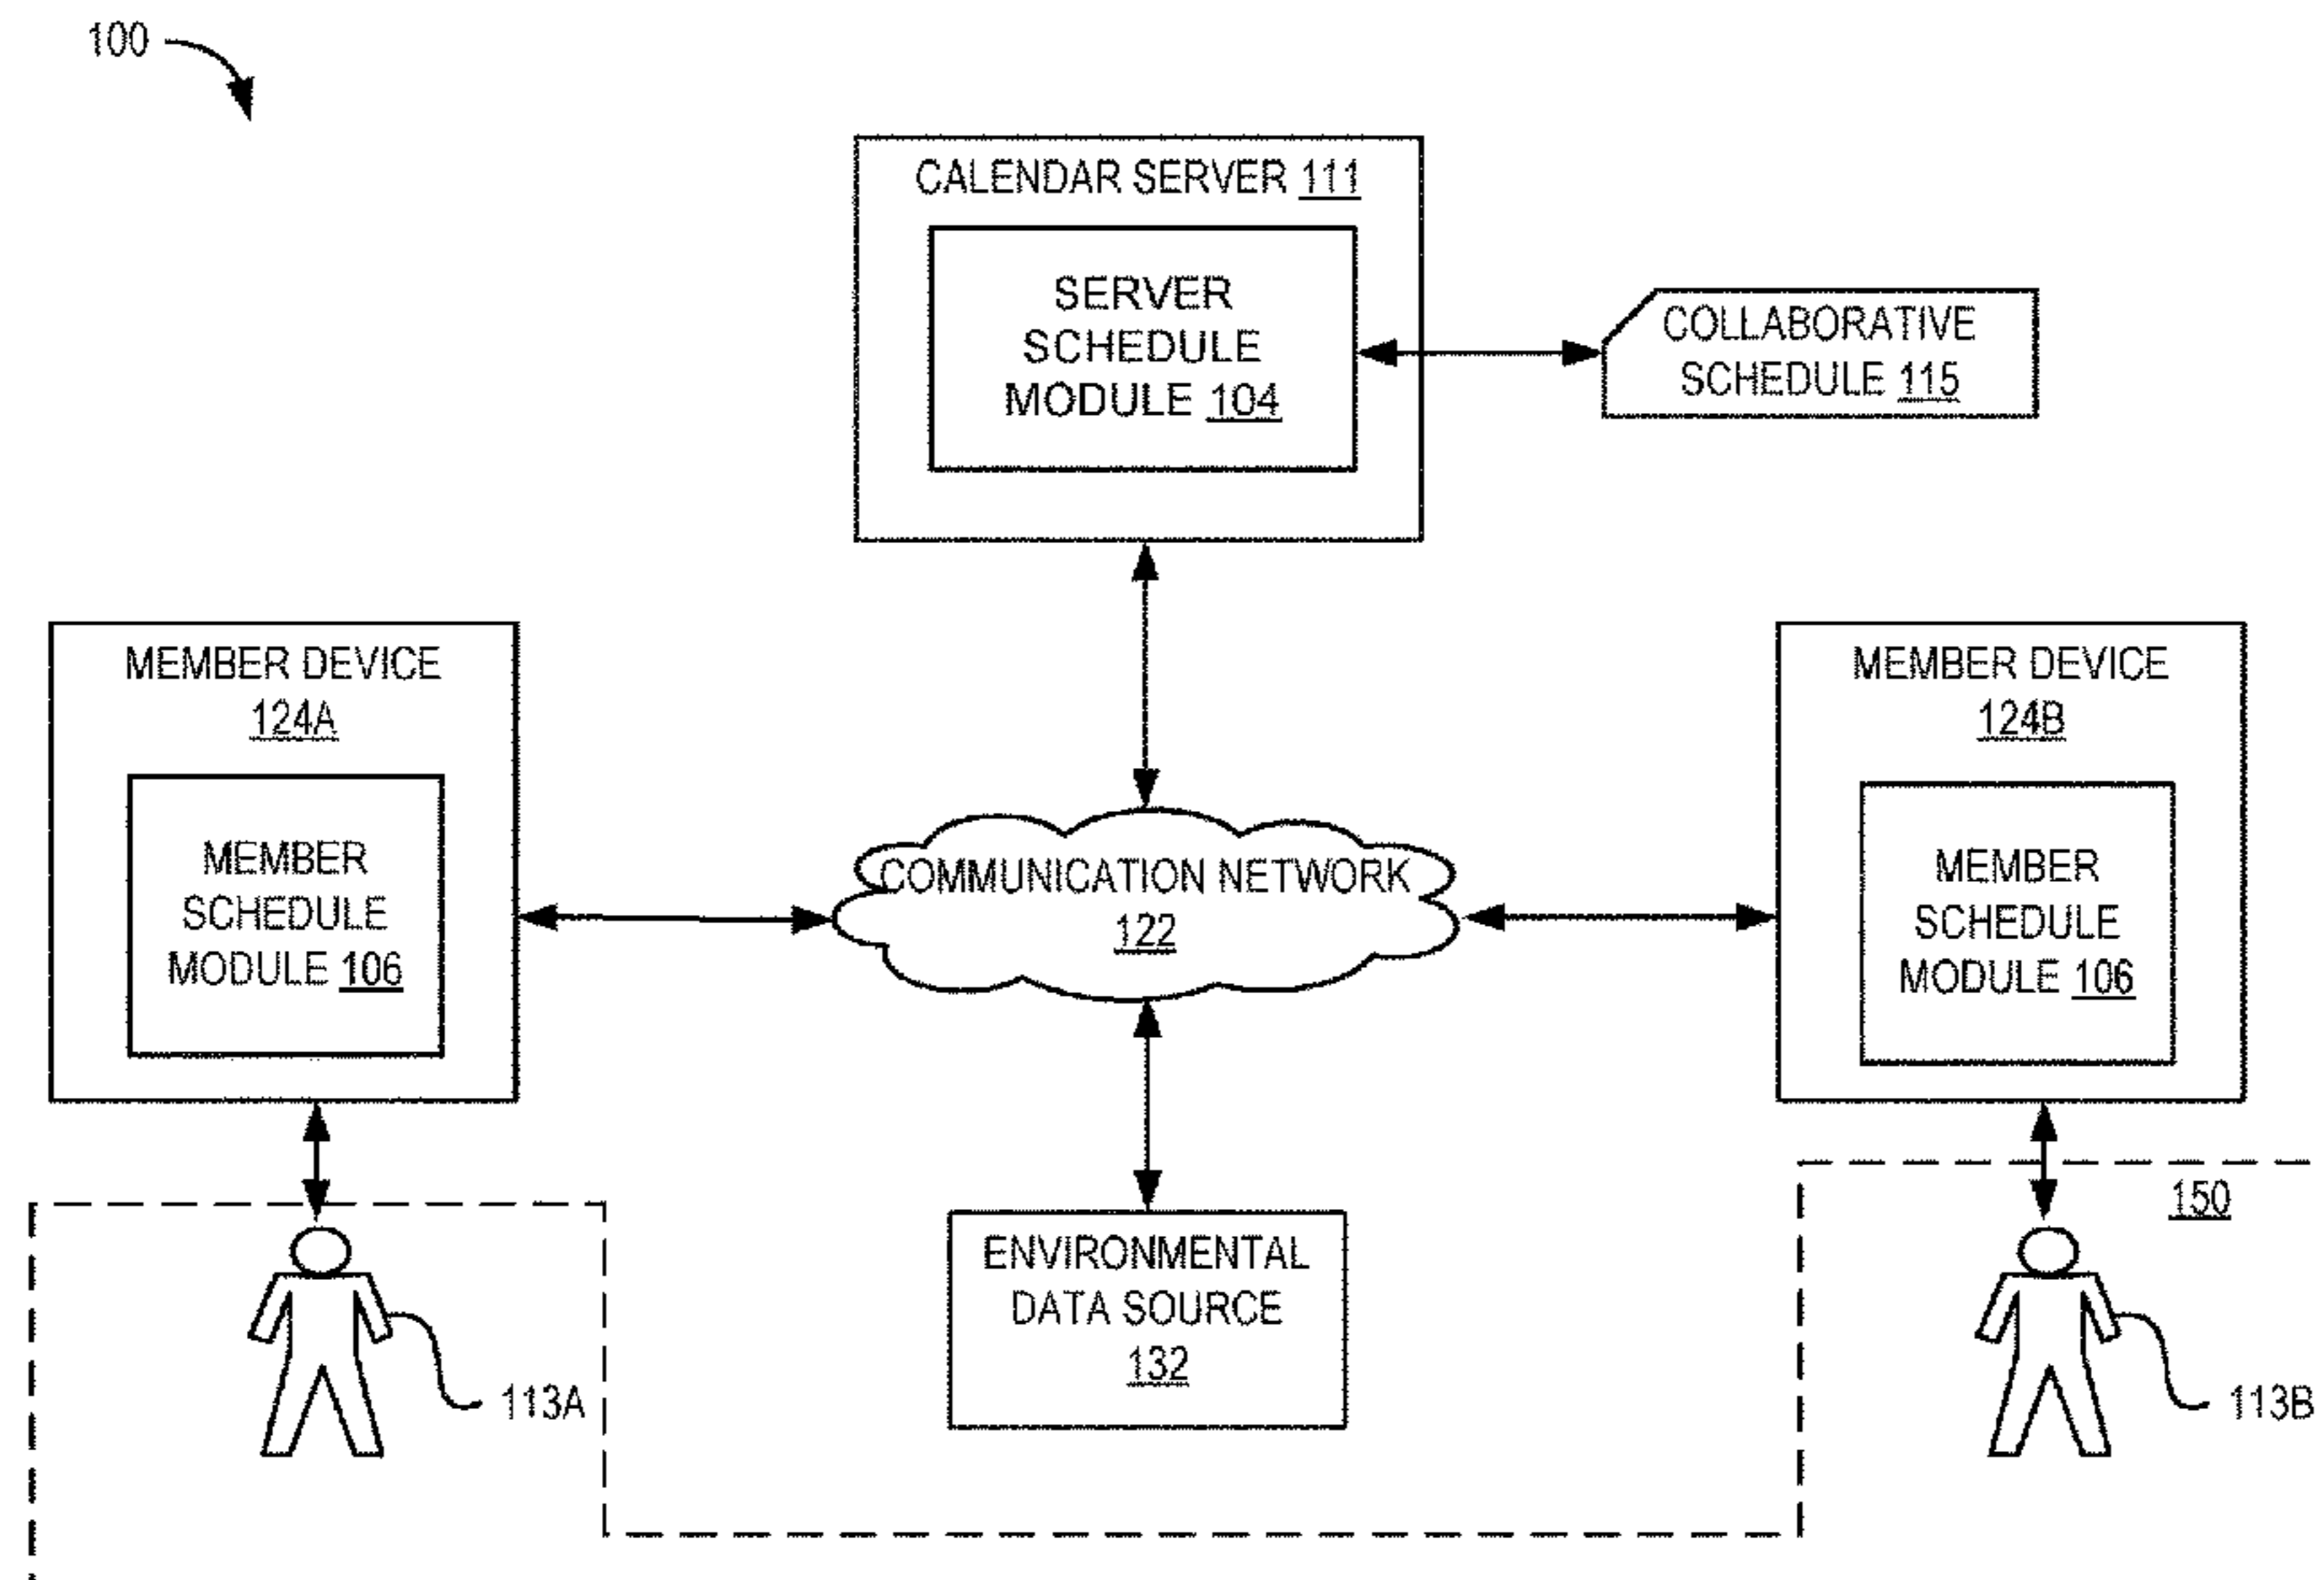 100
CALENDAR SERVER 111
SERVER
SCHEDULE
MODULE 104
COLLABORATIVE
SCHEDULE 115
MEMBER DEVICE
124A
MEMBER
SCHEDULE
MODULE 106
COMMUNICATION NETWORK
122
MEMBER DEVICE
124B
MEMBER
SCHEDULE
MODULE 106
150
ENVIRONMENTAL
DATA SOURCE
132
113A
113B